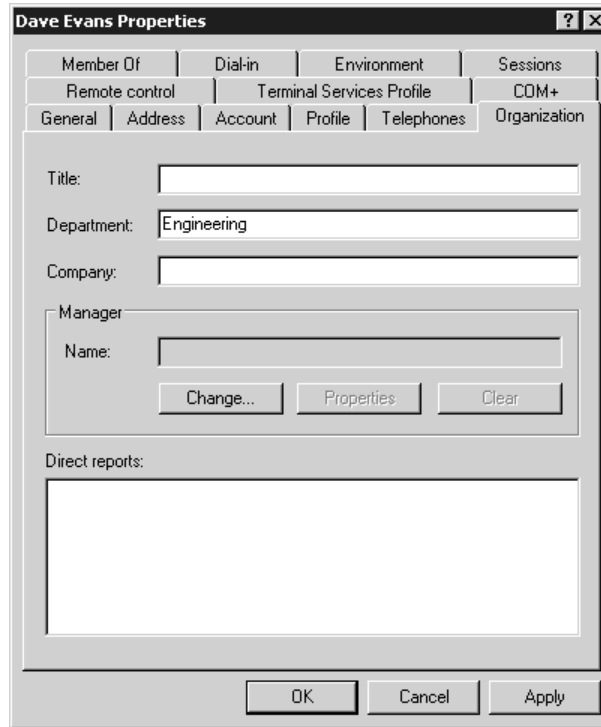 Dave Evans Properties
Member Of Dial-in Environment Sessions
Remote control Terminal Services Profile COM+
General Address Account Profile Telephones Organization
Title:
Department: Engineering
Company:
Manager
Name:
Change... Properties Clear
Direct reports:
OK Cancel Apply